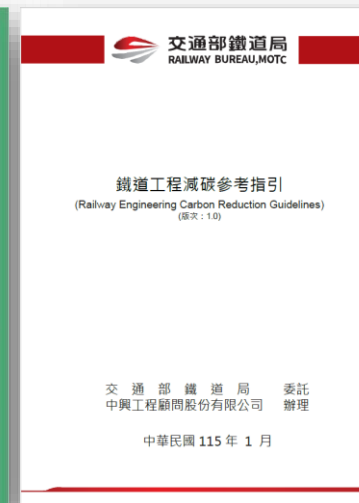 交通部鐵道局
RAILWAY BUREAU,MOTC
鐵道工程減碳參考指引
(Railway Engineering Carbon Reduction Guidelines)
(版次：1.0)
交 通 部 鐵 道 局 委託
中興工程顧問股份有限公司 辦理
中華民國 115 年 1 月